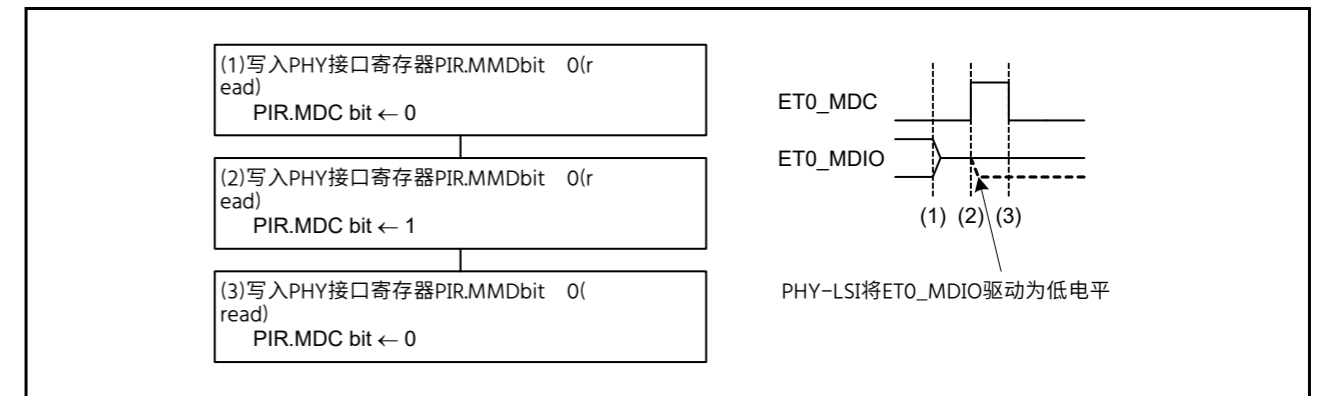 (1)写入PHY接口寄存器PIR.MMDbit 0(r
ead)
PIR.MDC bit ← 0
(2)写入PHY接口寄存器PIR.MMDbit 0(r
ead)
PIR.MDC bit ← 1
(3)写入PHY接口寄存器PIR.MMDbit 0(
read)
PIR.MDC bit ← 0
ET0_MDC
ET0_MDIO
(1) (2) (3)
PHY-LSI将ET0_MDIO驱动为低电平